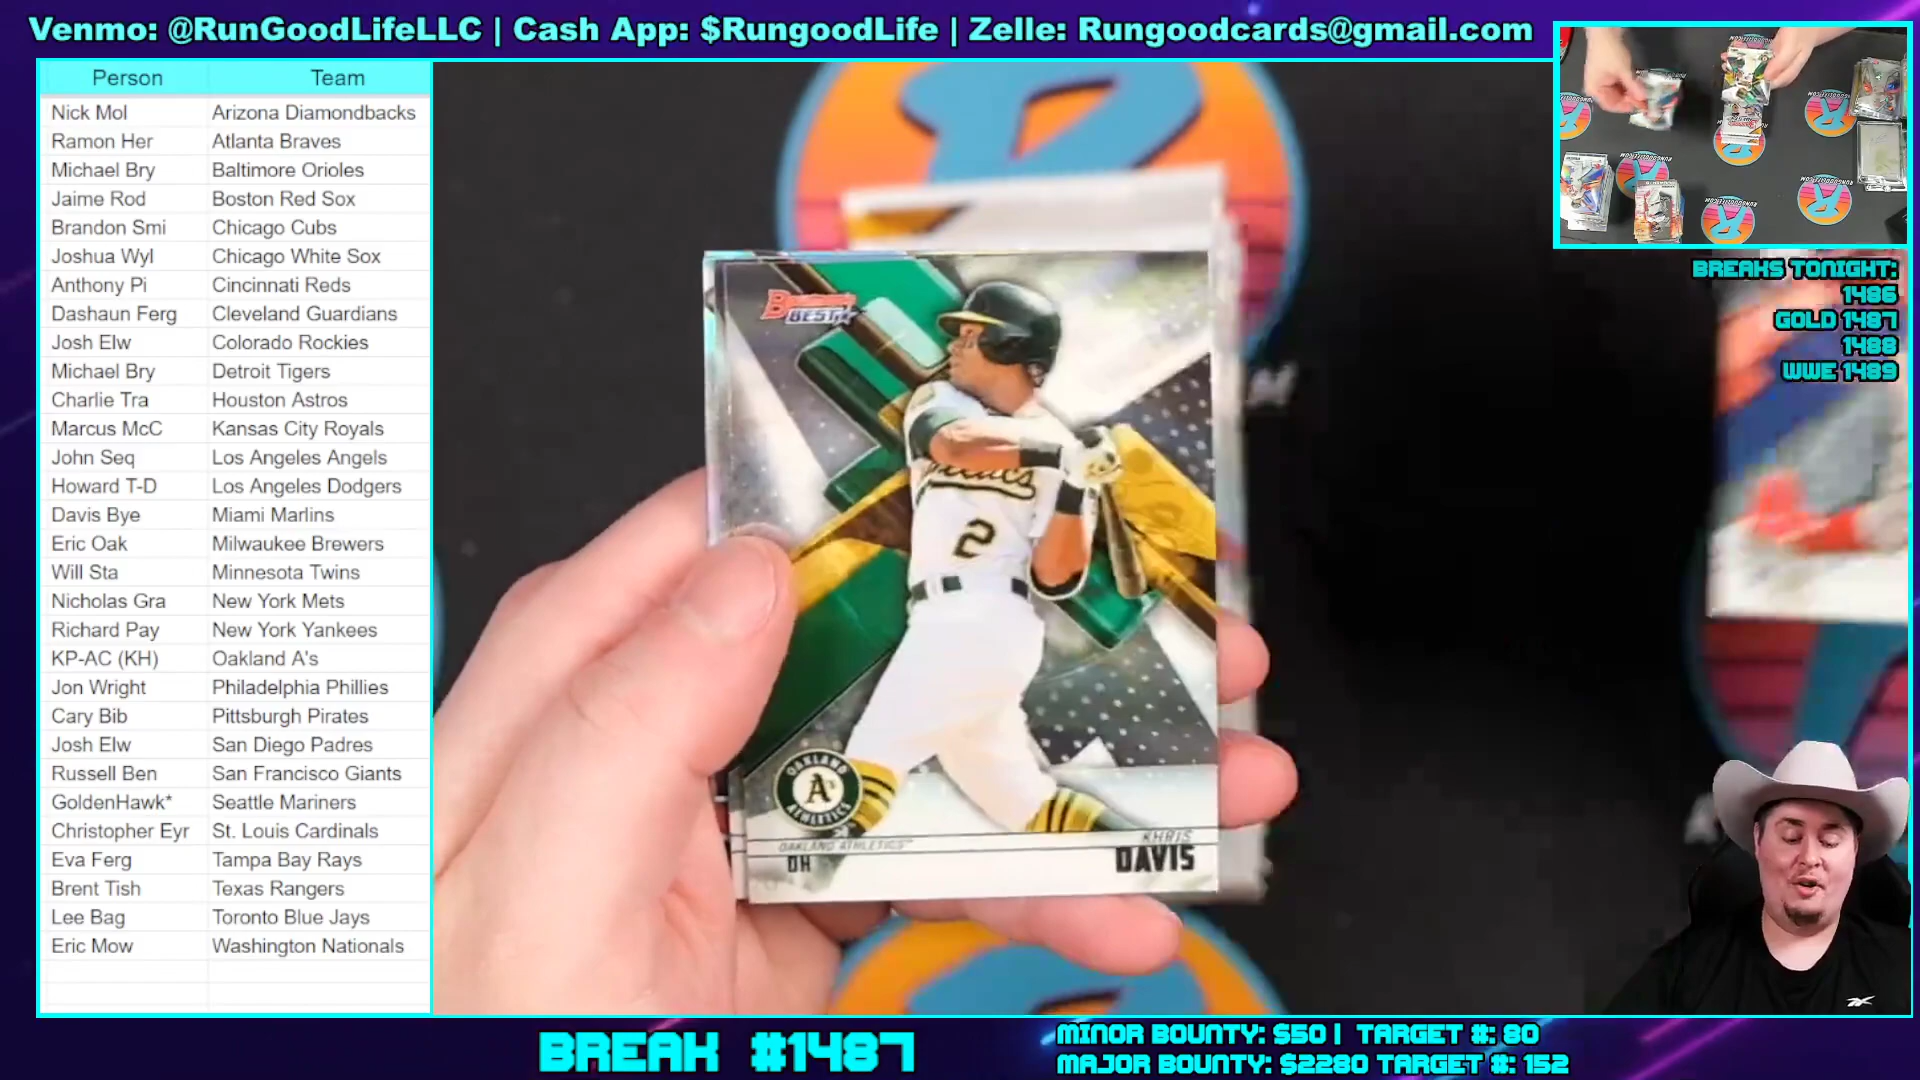 Venmo: @RunGoodLifeLLC | Cash App: $RungoodLife | Zelle: Rungoodcards@gmail.com
Person Team
Nick Mol Arizona Diamondbacks
Ramon Her Atlanta Braves
Michael Bry Baltimore Orioles
Jaime Rod Boston Red Sox
Brandon Smi Chicago Cubs
Joshua Wyl Chicago White Sox
Anthony Pi Cincinnati Reds
Dashaun Ferg Cleveland Guardians
Josh Elw Colorado Rockies
Michael Bry Detroit Tigers
Charlie Tra Houston Astros
Marcus McC Kansas City Royals
John Seq Los Angeles Angels
Howard T-D Los Angeles Dodgers
Davis Bye Miami Marlins
Eric Oak Milwaukee Brewers
Will Sta Minnesota Twins
Nicholas Gra New York Mets
Richard Pay New York Yankees
KP-AC (KH) Oakland A's
Jon Wright Philadelphia Phillies
Cary Bib Pittsburgh Pirates
Josh Elw San Diego Padres
Russell Ben San Francisco Giants
GoldenHawk* Seattle Mariners
Christopher Eyr St. Louis Cardinals
Eva Ferg Tampa Bay Rays
Brent Tish Texas Rangers
Lee Bag Toronto Blue Jays
Eric Mow Washington Nationals
Bowman's
BEST
2
OAKLAND
A's
ATHLETICS
OAKLAND ATHLETICS™
DH
KHRIS
DAVIS
BREAKS TONIGHT:
1486
GOLD 1487
1488
WWE 1489
BREAK #1487
MINOR BOUNTY: $50 | TARGET #: 80
MAJOR BOUNTY: $2280 TARGET #: 152